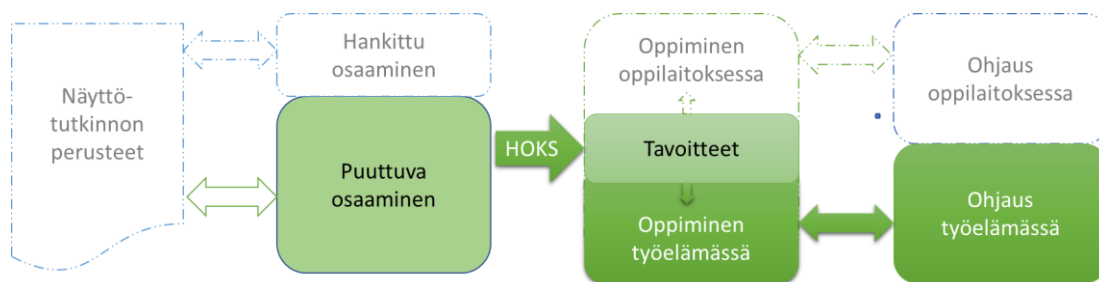 Näyttö-
tutkinnon
perusteet
Hankittu
osaaminen
Puuttuva
osaaminen
HOKS
Oppiminen
oppilaitoksessa
Tavoitteet
Oppiminen
työelämässä
Ohjaus
oppilaitoksessa
Ohjaus
työelämässä